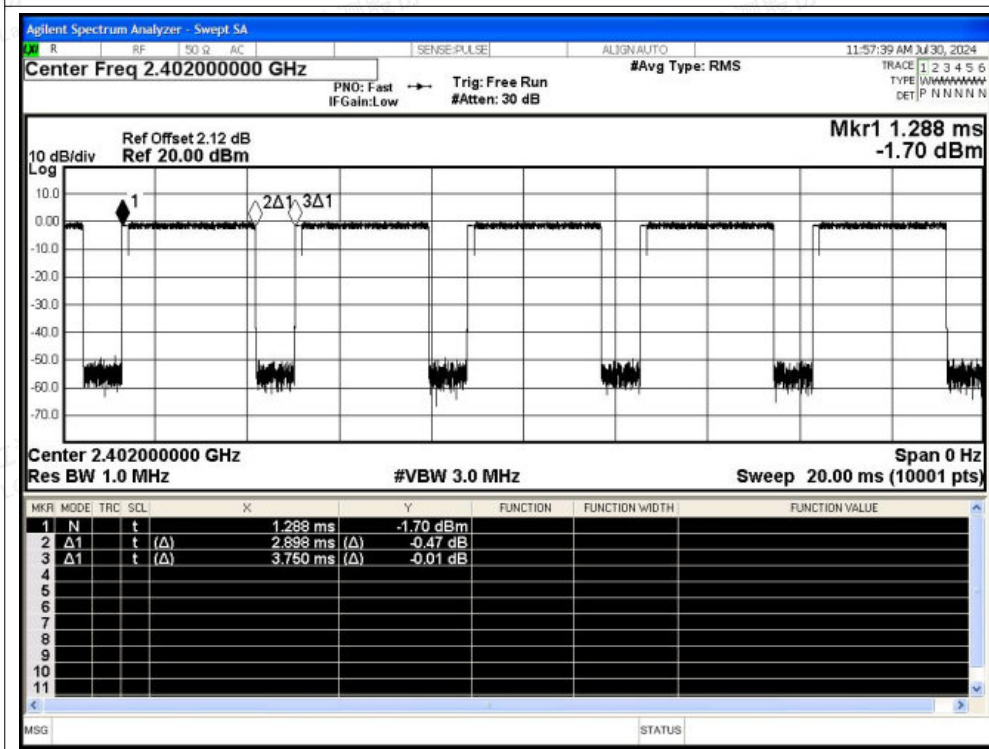 Agilent Spectrum Analyzer - Swept SA
LXI R RF 50 Ω AC SENSE:PULSE ALIGN AUTO 11:57:39 AM Jul 30, 2024
Center Freq 2.402000000 GHz
#Avg Type: RMS
TRACE 1 2 3 4 5 6
PNO: Fast Trig: Free Run
TYPE WWWWWW
IFGain:Low #Atten: 30 dB
DET P N N N N N
Mkr1 1.288 ms
Ref Offset 2.12 dB
10 dB/div Ref 20.00 dBm
-1.70 dBm
Log
10.0
1 2Δ1 3Δ1
0.00
-10.0
-20.0
-30.0
-40.0
-50.0
-60.0
-70.0
Center 2.402000000 GHz Span 0 Hz
Res BW 1.0 MHz #VBW 3.0 MHz Sweep 20.00 ms (10001 pts)
MKR MODE TRC SCL X Y FUNCTION FUNCTION WIDTH FUNCTION VALUE
1 N t 1.288 ms -1.70 dBm
2 Δ1 t (Δ) 2.898 ms (Δ) -0.47 dB
3 Δ1 t (Δ) 3.750 ms (Δ) -0.01 dB
4
5
6
7
8
9
10
11
MSG STATUS